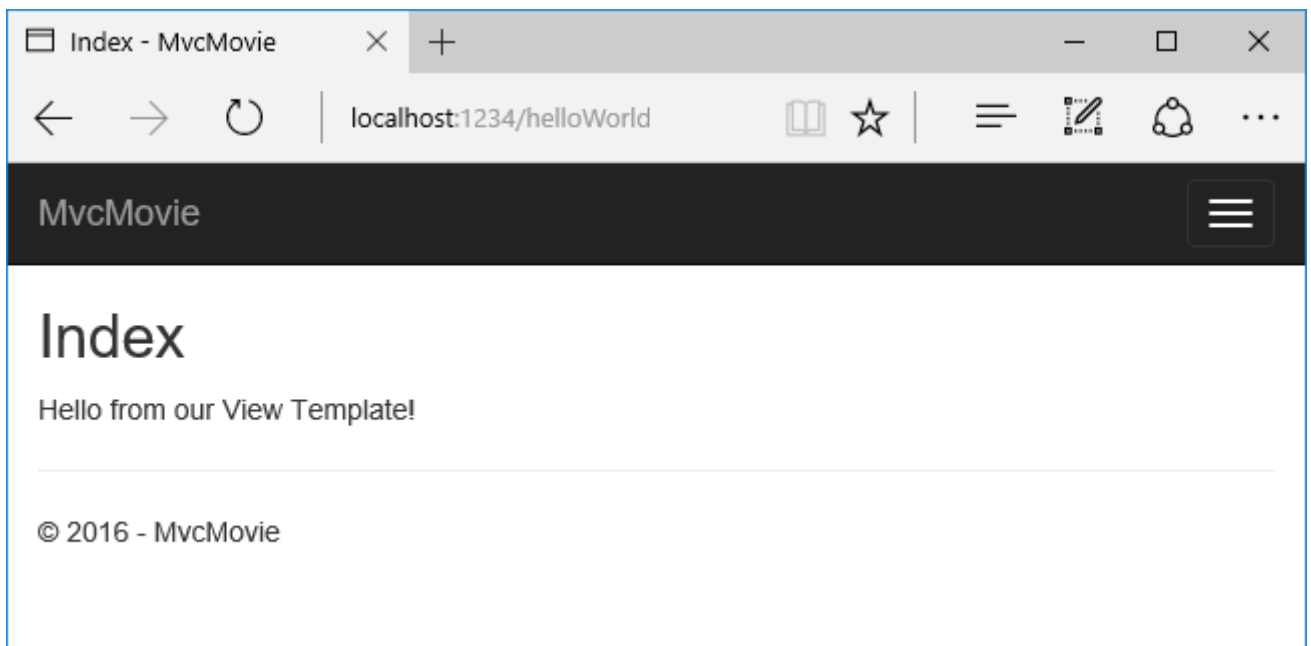 Index - MvcMovie
localhost:1234/helloWorld
MvcMovie
Index
Hello from our View Template!
© 2016 - MvcMovie